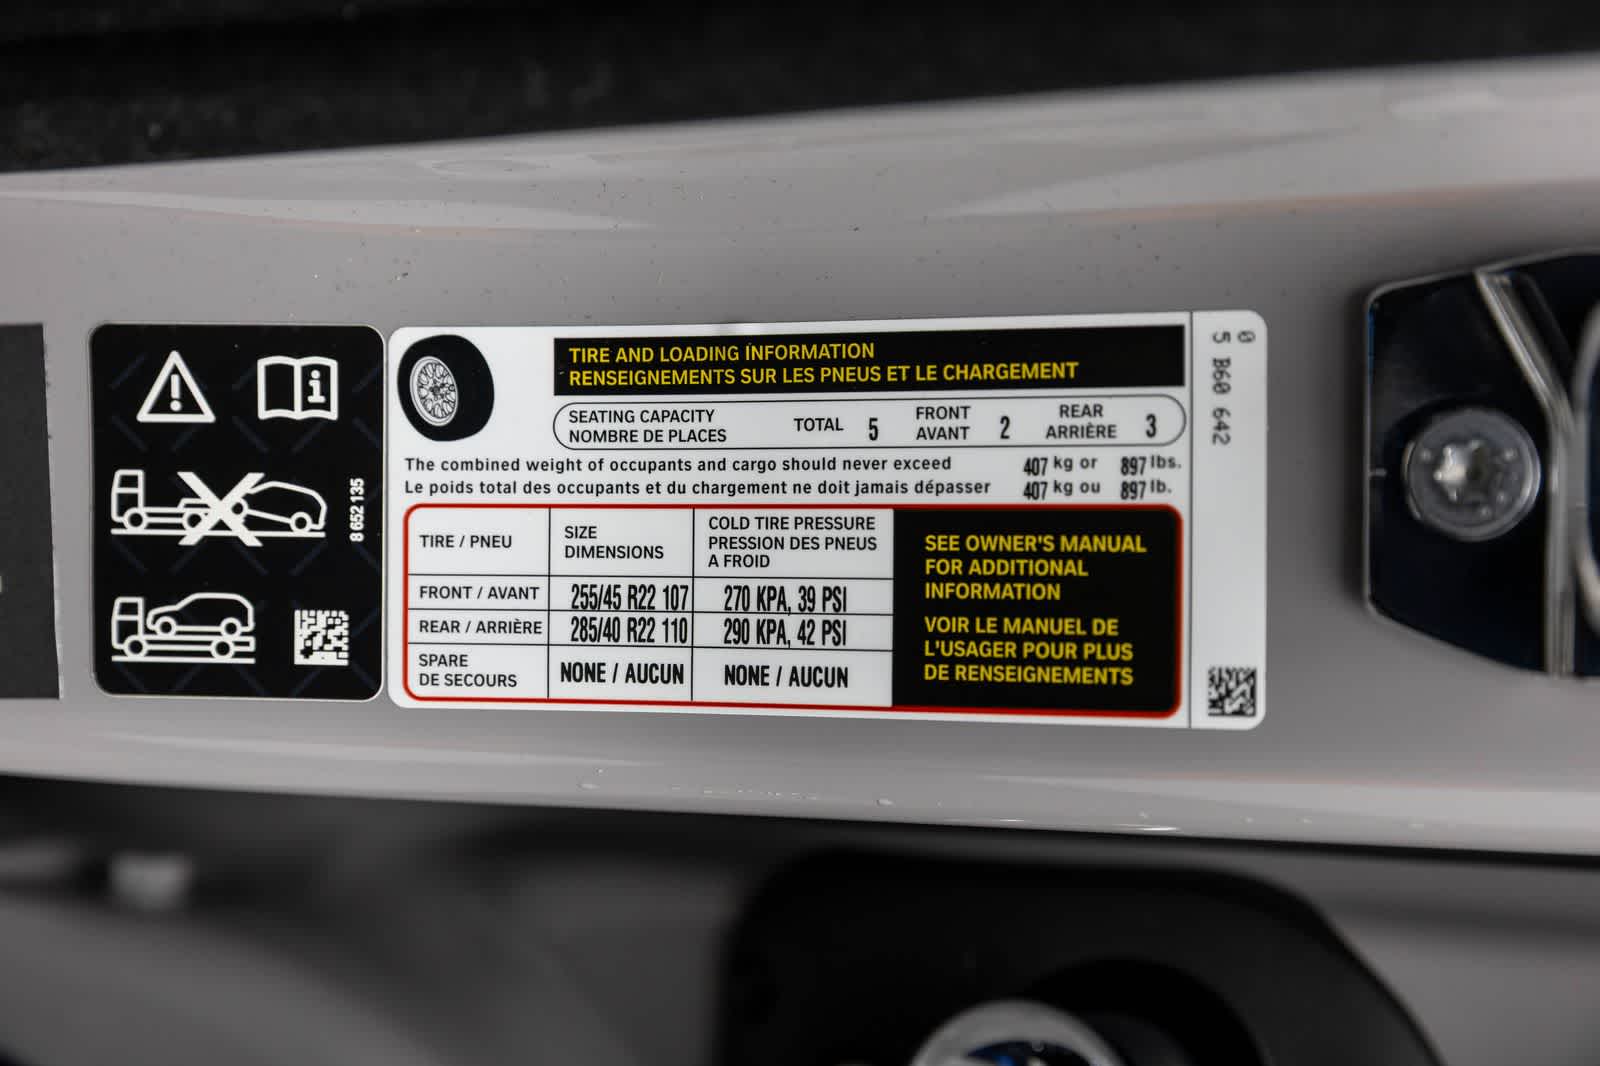 8 652 135
TIRE AND LOADING INFORMATION
RENSEIGNEMENTS SUR LES PNEUS ET LE CHARGEMENT
SEATING CAPACITY
NOMBRE DE PLACES
TOTAL 5
FRONT
AVANT 2
REAR
ARRIÈRE 3
The combined weight of occupants and cargo should never exceed 407 kg or 897 lbs.
Le poids total des occupants et du chargement ne doit jamais dépasser 407 kg ou 897 lb.
TIRE / PNEU
SIZE
DIMENSIONS
COLD TIRE PRESSURE
PRESSION DES PNEUS
A FROID
FRONT / AVANT 255/45 R22 107 270 KPA, 39 PSI
REAR / ARRIÈRE 285/40 R22 110 290 KPA, 42 PSI
SPARE
DE SECOURS
NONE / AUCUN NONE / AUCUN
SEE OWNER'S MANUAL
FOR ADDITIONAL
INFORMATION
VOIR LE MANUEL DE
L'USAGER POUR PLUS
DE RENSEIGNEMENTS
0
5 B60 642